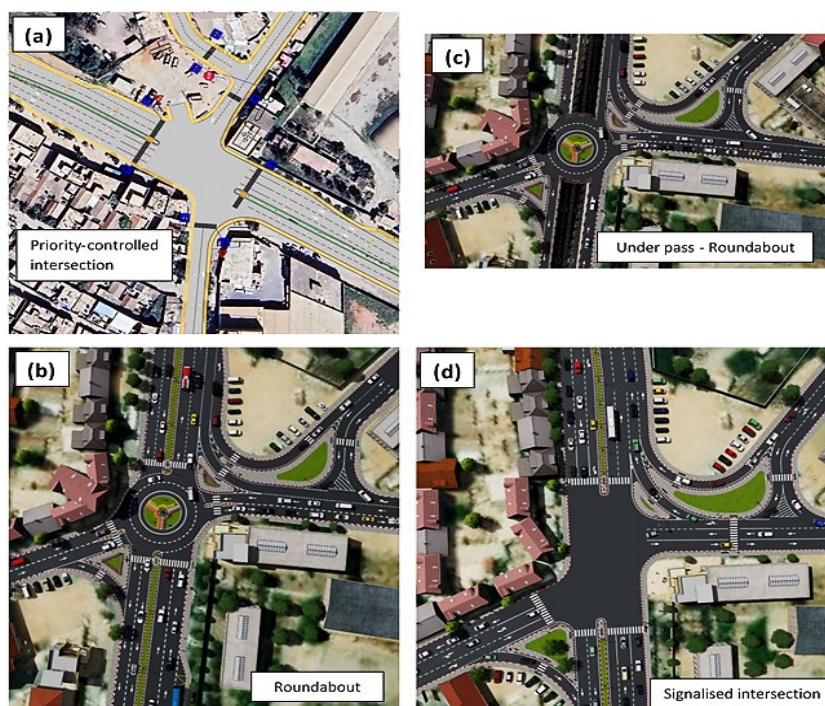 (a)
Priority-controlled
intersection
(c)
Under pass - Roundabout
(b)
Roundabout
(d)
Signalised intersection